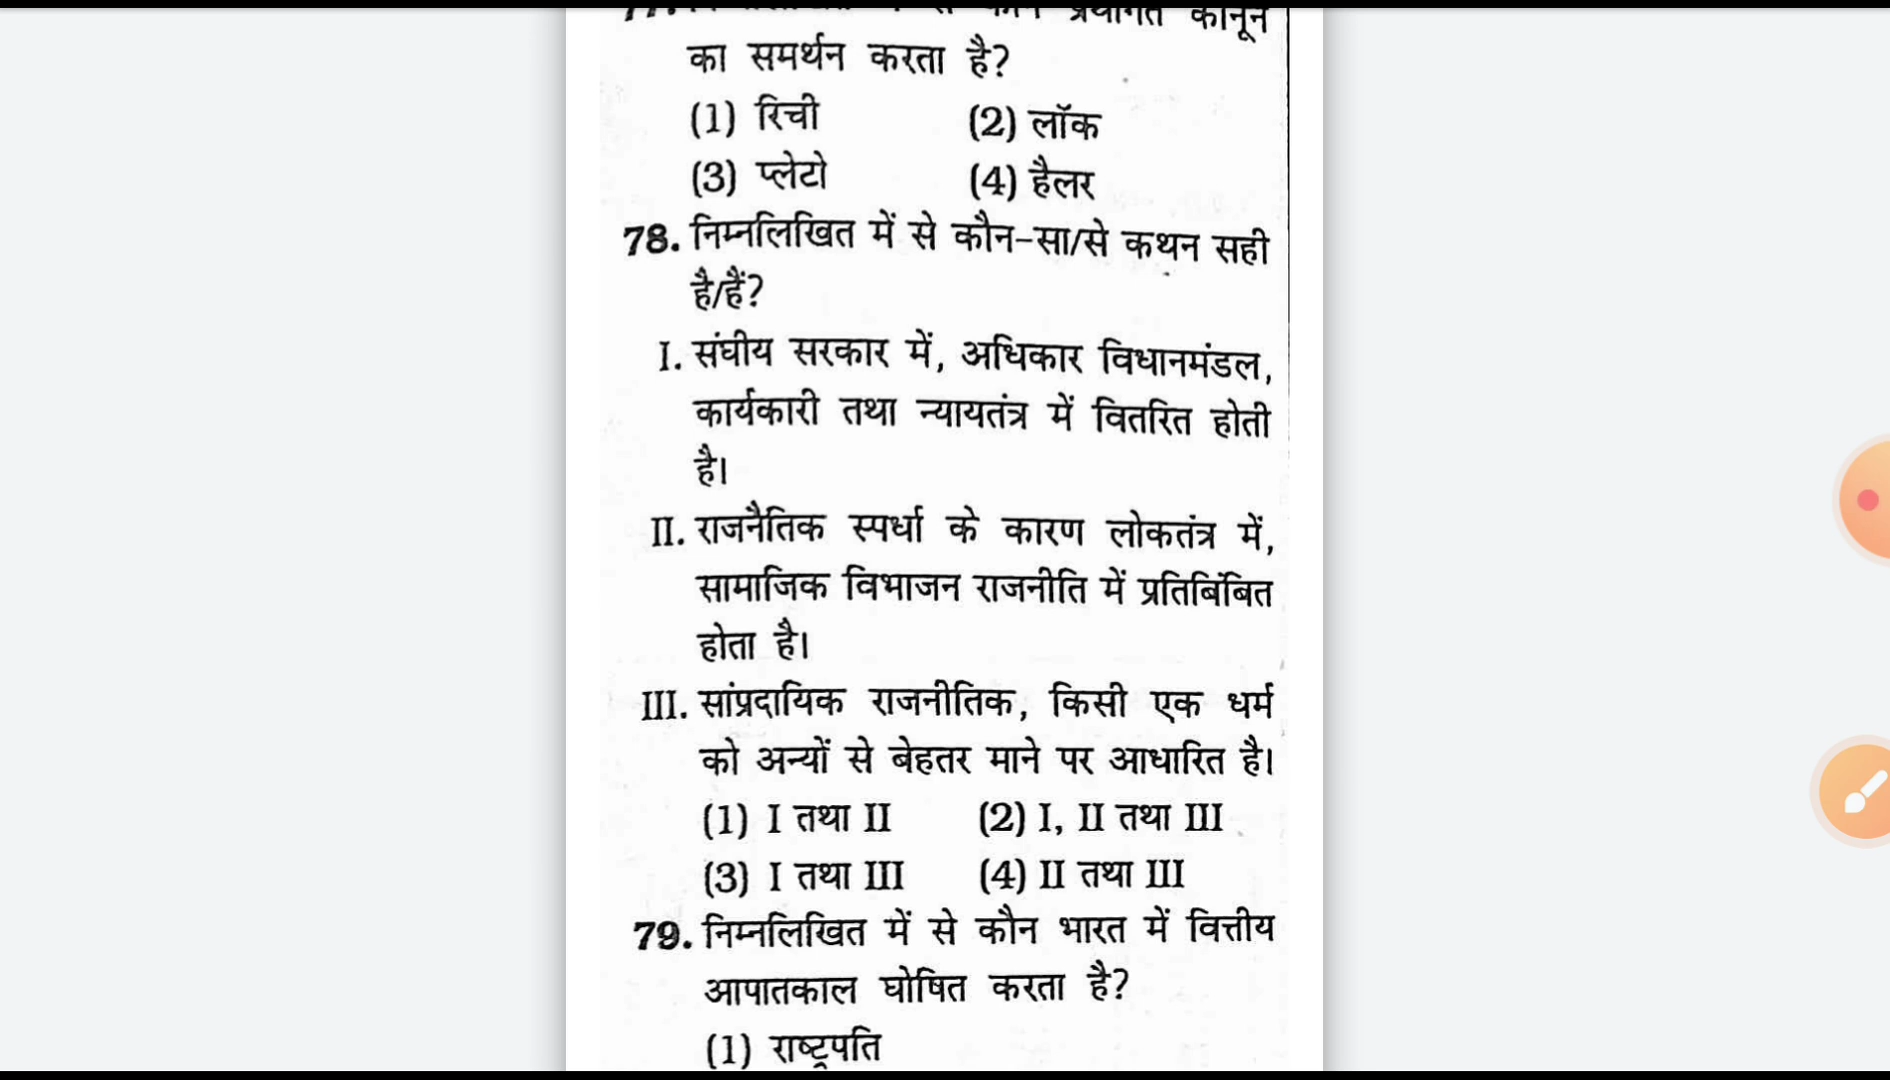 प्रथागत कानून
का समर्थन करता है?
(1) रिची (2) लॉक
(3) प्लेटो (4) हैलर
78. निम्नलिखित में से कौन-सा/से कथन सही
है/हैं?
I. संघीय सरकार में, अधिकार विधानमंडल,
कार्यकारी तथा न्यायतंत्र में वितरित होती
है।
II. राजनैतिक स्पर्धा के कारण लोकतंत्र में,
सामाजिक विभाजन राजनीति में प्रतिबिंबित
होता है।
III. सांप्रदायिक राजनीतिक, किसी एक धर्म
को अन्यों से बेहतर माने पर आधारित है।
(1) I तथा II (2) I, II तथा III
(3) I तथा III (4) II तथा III
79. निम्नलिखित में से कौन भारत में वित्तीय
आपातकाल घोषित करता है?
(1) राष्ट्रपति